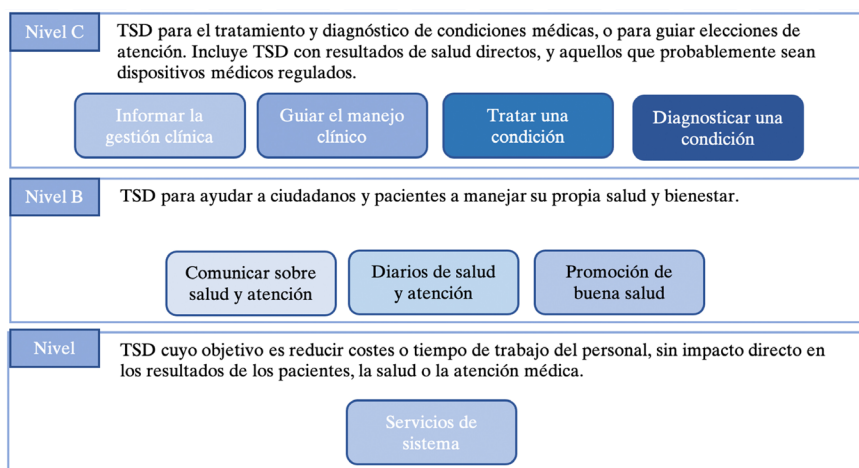 Nivel C
TSD para el tratamiento y diagnóstico de condiciones médicas, o para guiar elecciones de
atención. Incluye TSD con resultados de salud directos, y aquellos que probablemente sean
dispositivos médicos regulados.
Informar la
gestión clínica
Guiar el manejo
clínico
Tratar una
condición
Diagnosticar una
condición
Nivel B
TSD para ayudar a ciudadanos y pacientes a manejar su propia salud y bienestar.
Comunicar sobre
salud y atención
Diarios de salud
y atención
Promoción de
buena salud
Nivel
TSD cuyo objetivo es reducir costes o tiempo de trabajo del personal, sin impacto directo en
los resultados de los pacientes, la salud o la atención médica.
Servicios de
sistema